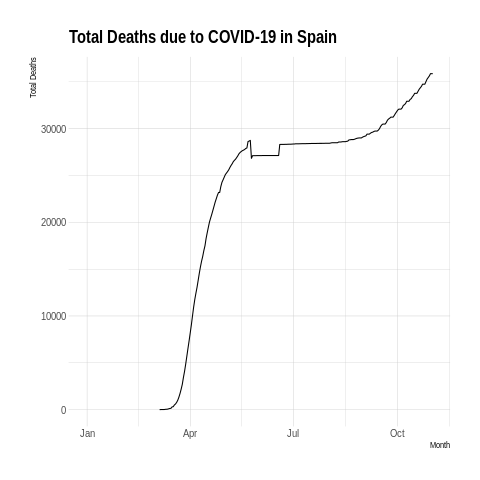 Total Deaths due to COVID-19 in Spain
Total Deaths
30000
20000
10000
0
Jan Apr Jul Oct
Month